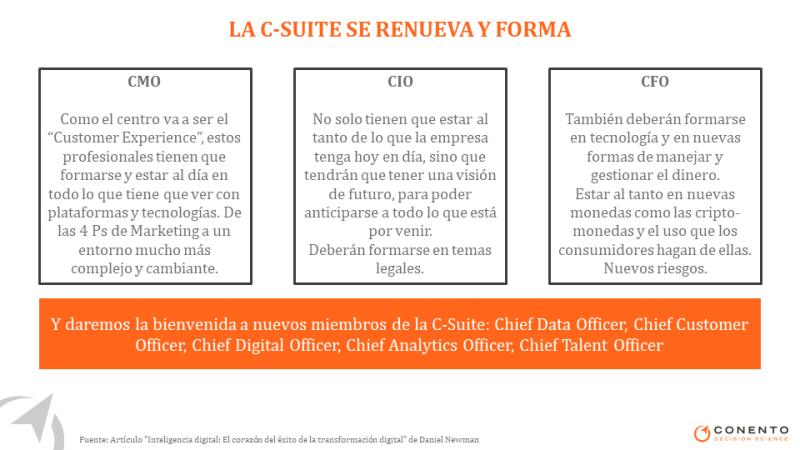 LA C-SUITE SE RENUEVA Y FORMA
CMO
Como el centro va a ser el
“Customer Experience”, estos
profesionales tienen que
formarse y estar al día en
todo lo que tiene que ver con
plataformas y tecnologías. De
las 4 Ps de Marketing a un
entorno mucho más
complejo y cambiante.
CIO
No solo tienen que estar al
tanto de lo que la empresa
tenga hoy en día, sino que
tendrán que tener una visión
de futuro, para poder
anticiparse a todo lo que está
por venir.
Deberán formarse en temas
legales.
CFO
También deberán formarse
en tecnología y en nuevas
formas de manejar y
gestionar el dinero.
Estar al tanto en nuevas
monedas como las cripto-
monedas y el uso que los
consumidores hagan de ellas.
Nuevos riesgos.
Y daremos la bienvenida a nuevos miembros de la C-Suite: Chief Data Officer, Chief Customer
Officer, Chief Digital Officer, Chief Analytics Officer, Chief Talent Officer
Fuente: Artículo "Inteligencia digital: El corazón del éxito de la transformación digital" de Daniel Newman
CONENTO
DECISION SCIENCE